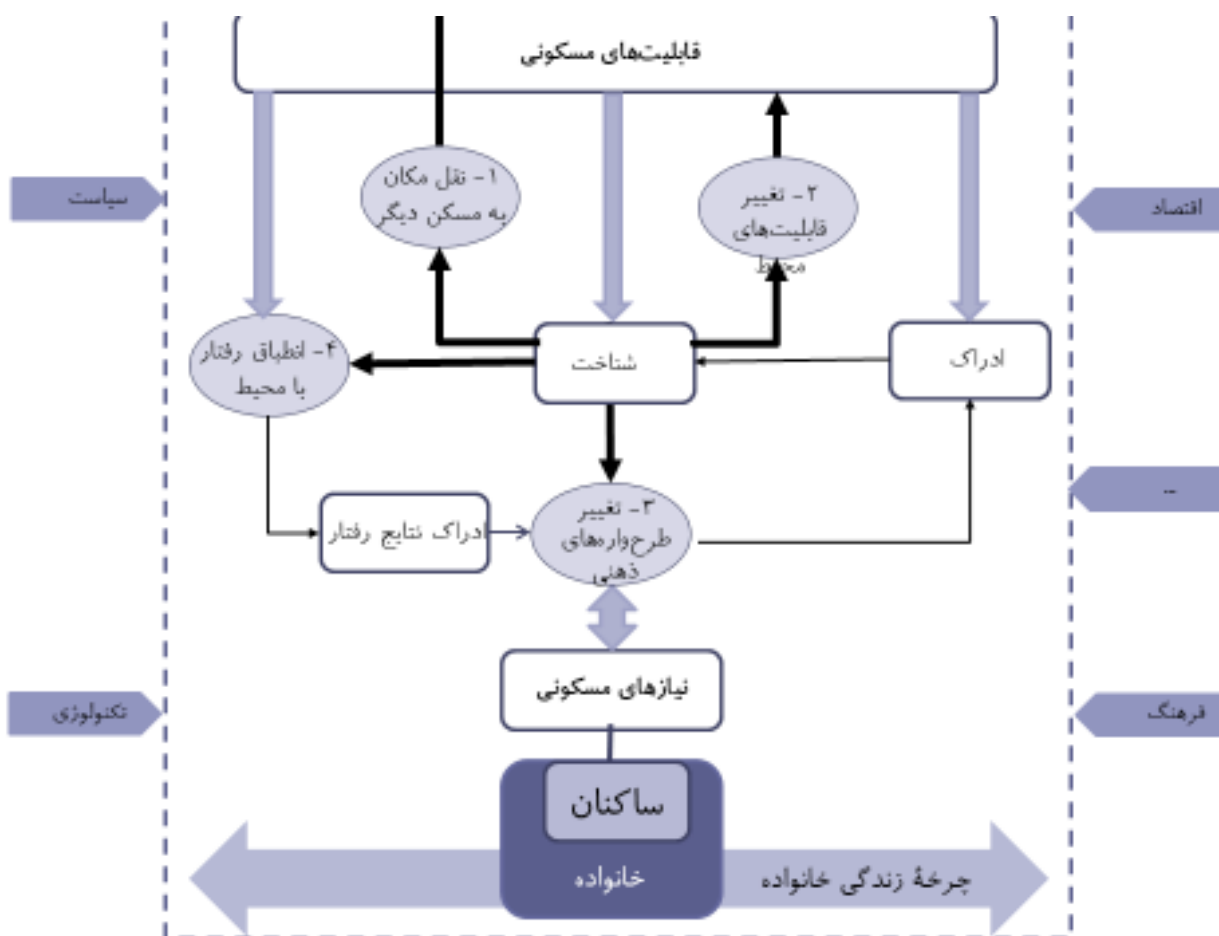 قابلیت‌های مسکونی
۱- نقل مکان
به مسکن دیگر
۲- تغییر
قابلیت‌های
محیط
سیاست
اقتصاد
۴- انطباق رفتار
با محیط
شناخت
ادراک
...
ادراک نتایج رفتار
۳- تغییر
طرح‌واره‌های
ذهنی
نیازهای مسکونی
تکنولوژی
فرهنگ
ساکنان
خانواده
چرخهٔ زندگی خانواده